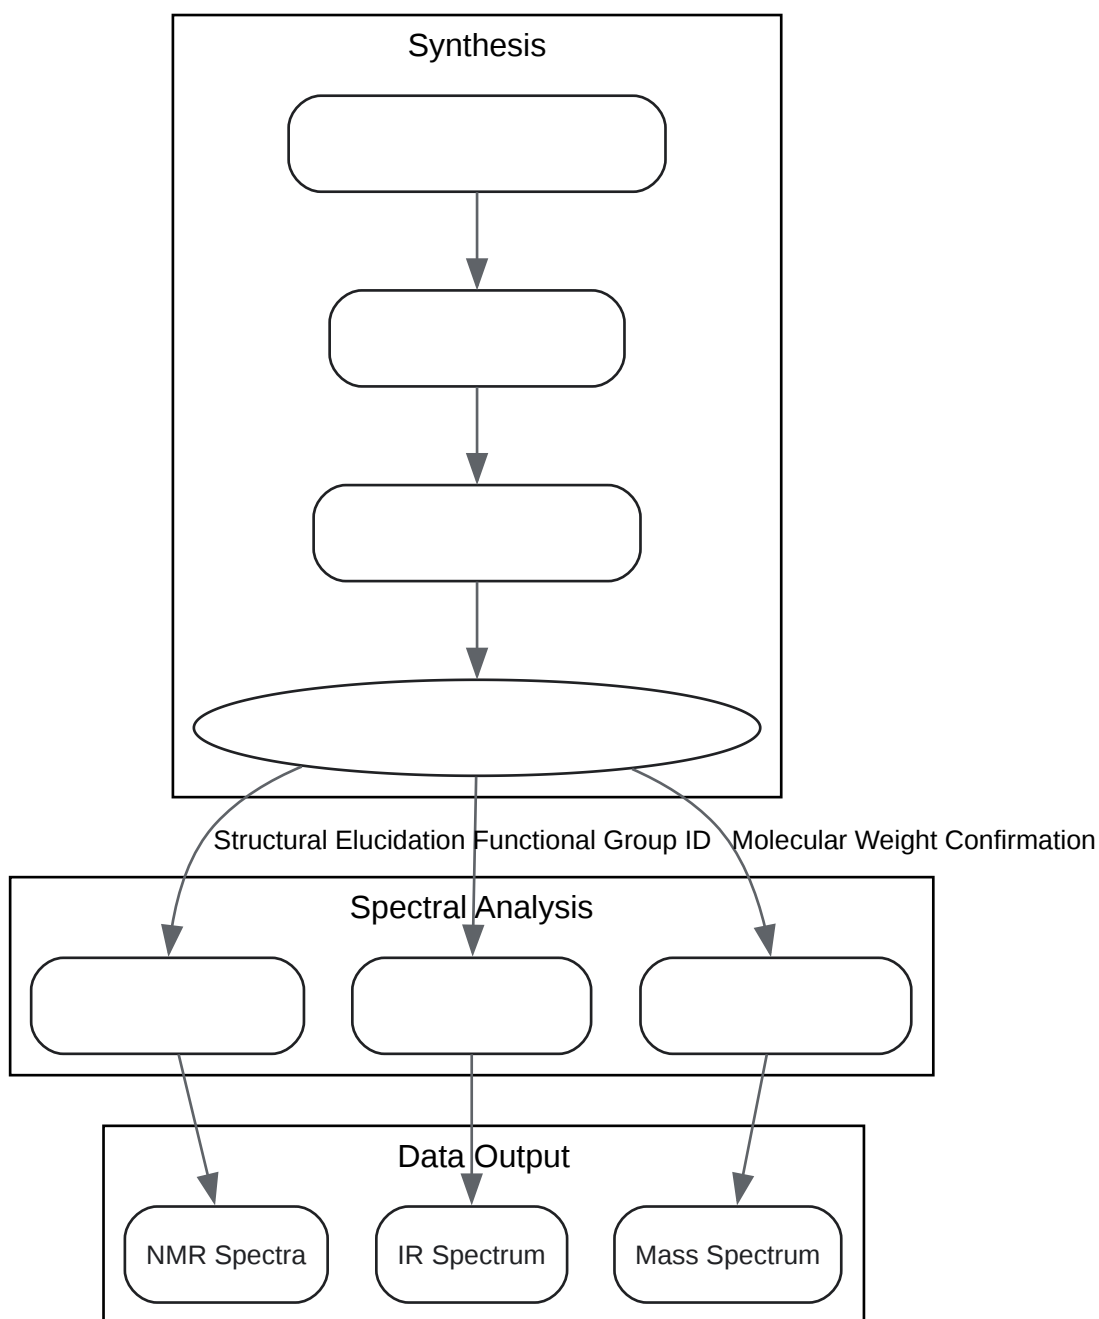 Synthesis
Structural Elucidation
Functional Group ID
Molecular Weight Confirmation
Spectral Analysis
Data Output
NMR Spectra
IR Spectrum
Mass Spectrum